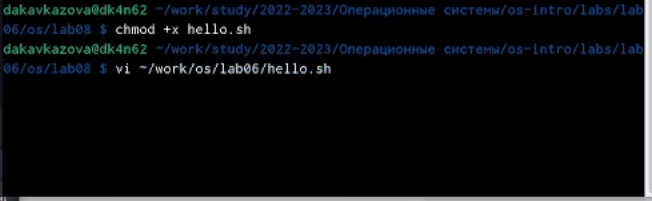 dakavkazova@dk4n62 ~/work/study/2022-2023/Операционные системы/os-intro/labs/lab
06/os/lab08 $ chmod +x hello.sh
dakavkazova@dk4n62 ~/work/study/2022-2023/Операционные системы/os-intro/labs/lab
06/os/lab08 $ vi ~/work/os/lab06/hello.sh